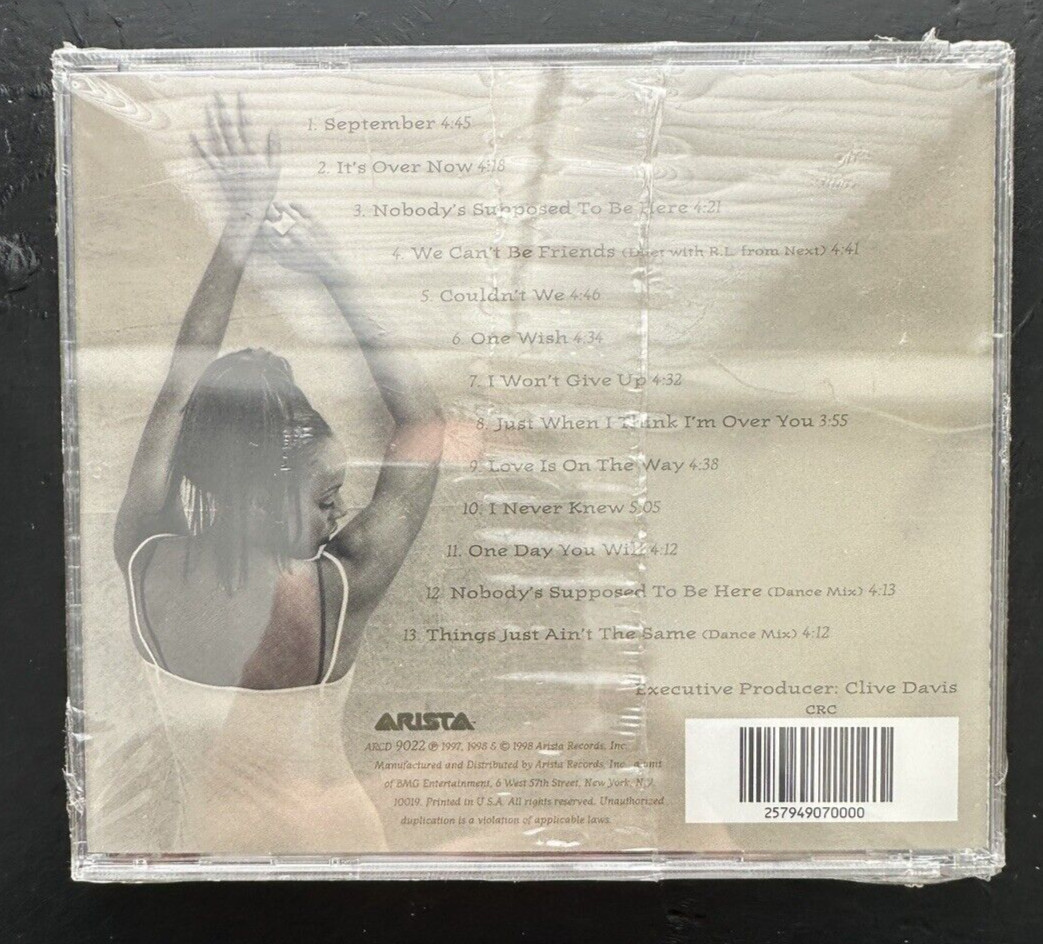 1. September 4:45
2. It's Over Now 4:18
3. Nobody's Supposed To Be Here 4:21
4. We Can't Be Friends (Duet with R.L. from Next) 4:41
5. Couldn't We 4:46
6. One Wish 4:34
7. I Won't Give Up 4:32
8. Just When I Think I'm Over You 3:55
9. Love Is On The Way 4:38
10. I Never Knew 5:05
11. One Day You Will 4:12
12. Nobody's Supposed To Be Here (Dance Mix) 4:13
13. Things Just Ain't The Same (Dance Mix) 4:12
Executive Producer: Clive Davis
CRC
ARISTA
ARCD 9022 ℗ 1997, 1998 & © 1998 Arista Records, Inc.
Manufactured and Distributed by Arista Records, Inc., a unit
of BMG Entertainment, 6 West 57th Street, New York, N.Y.
10019. Printed in U.S.A. All rights reserved. Unauthorized
duplication is a violation of applicable laws.
257949070000